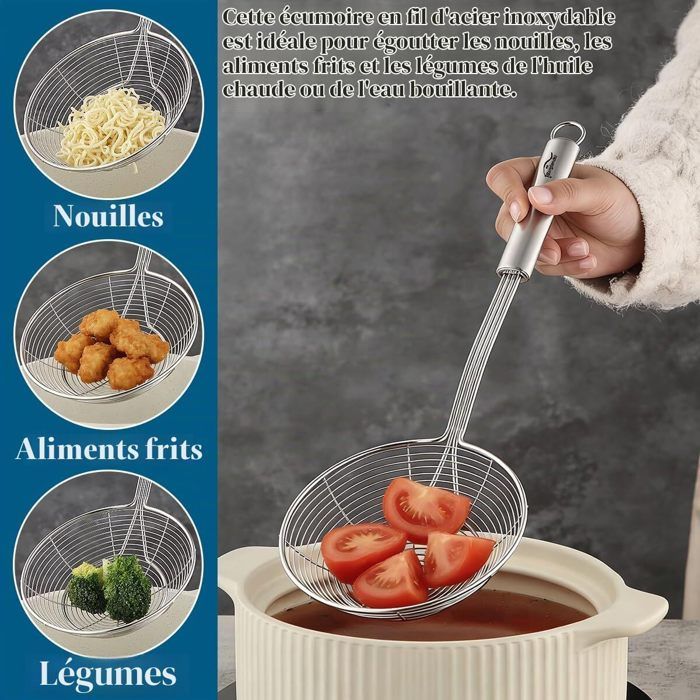 Cette écumoire en fil d'acier inoxydable
est idéale pour égoutter les nouilles, les
aliments frits et les légumes de l'huile
chaude ou de l'eau bouillante.
Nouilles
Aliments frits
Légumes